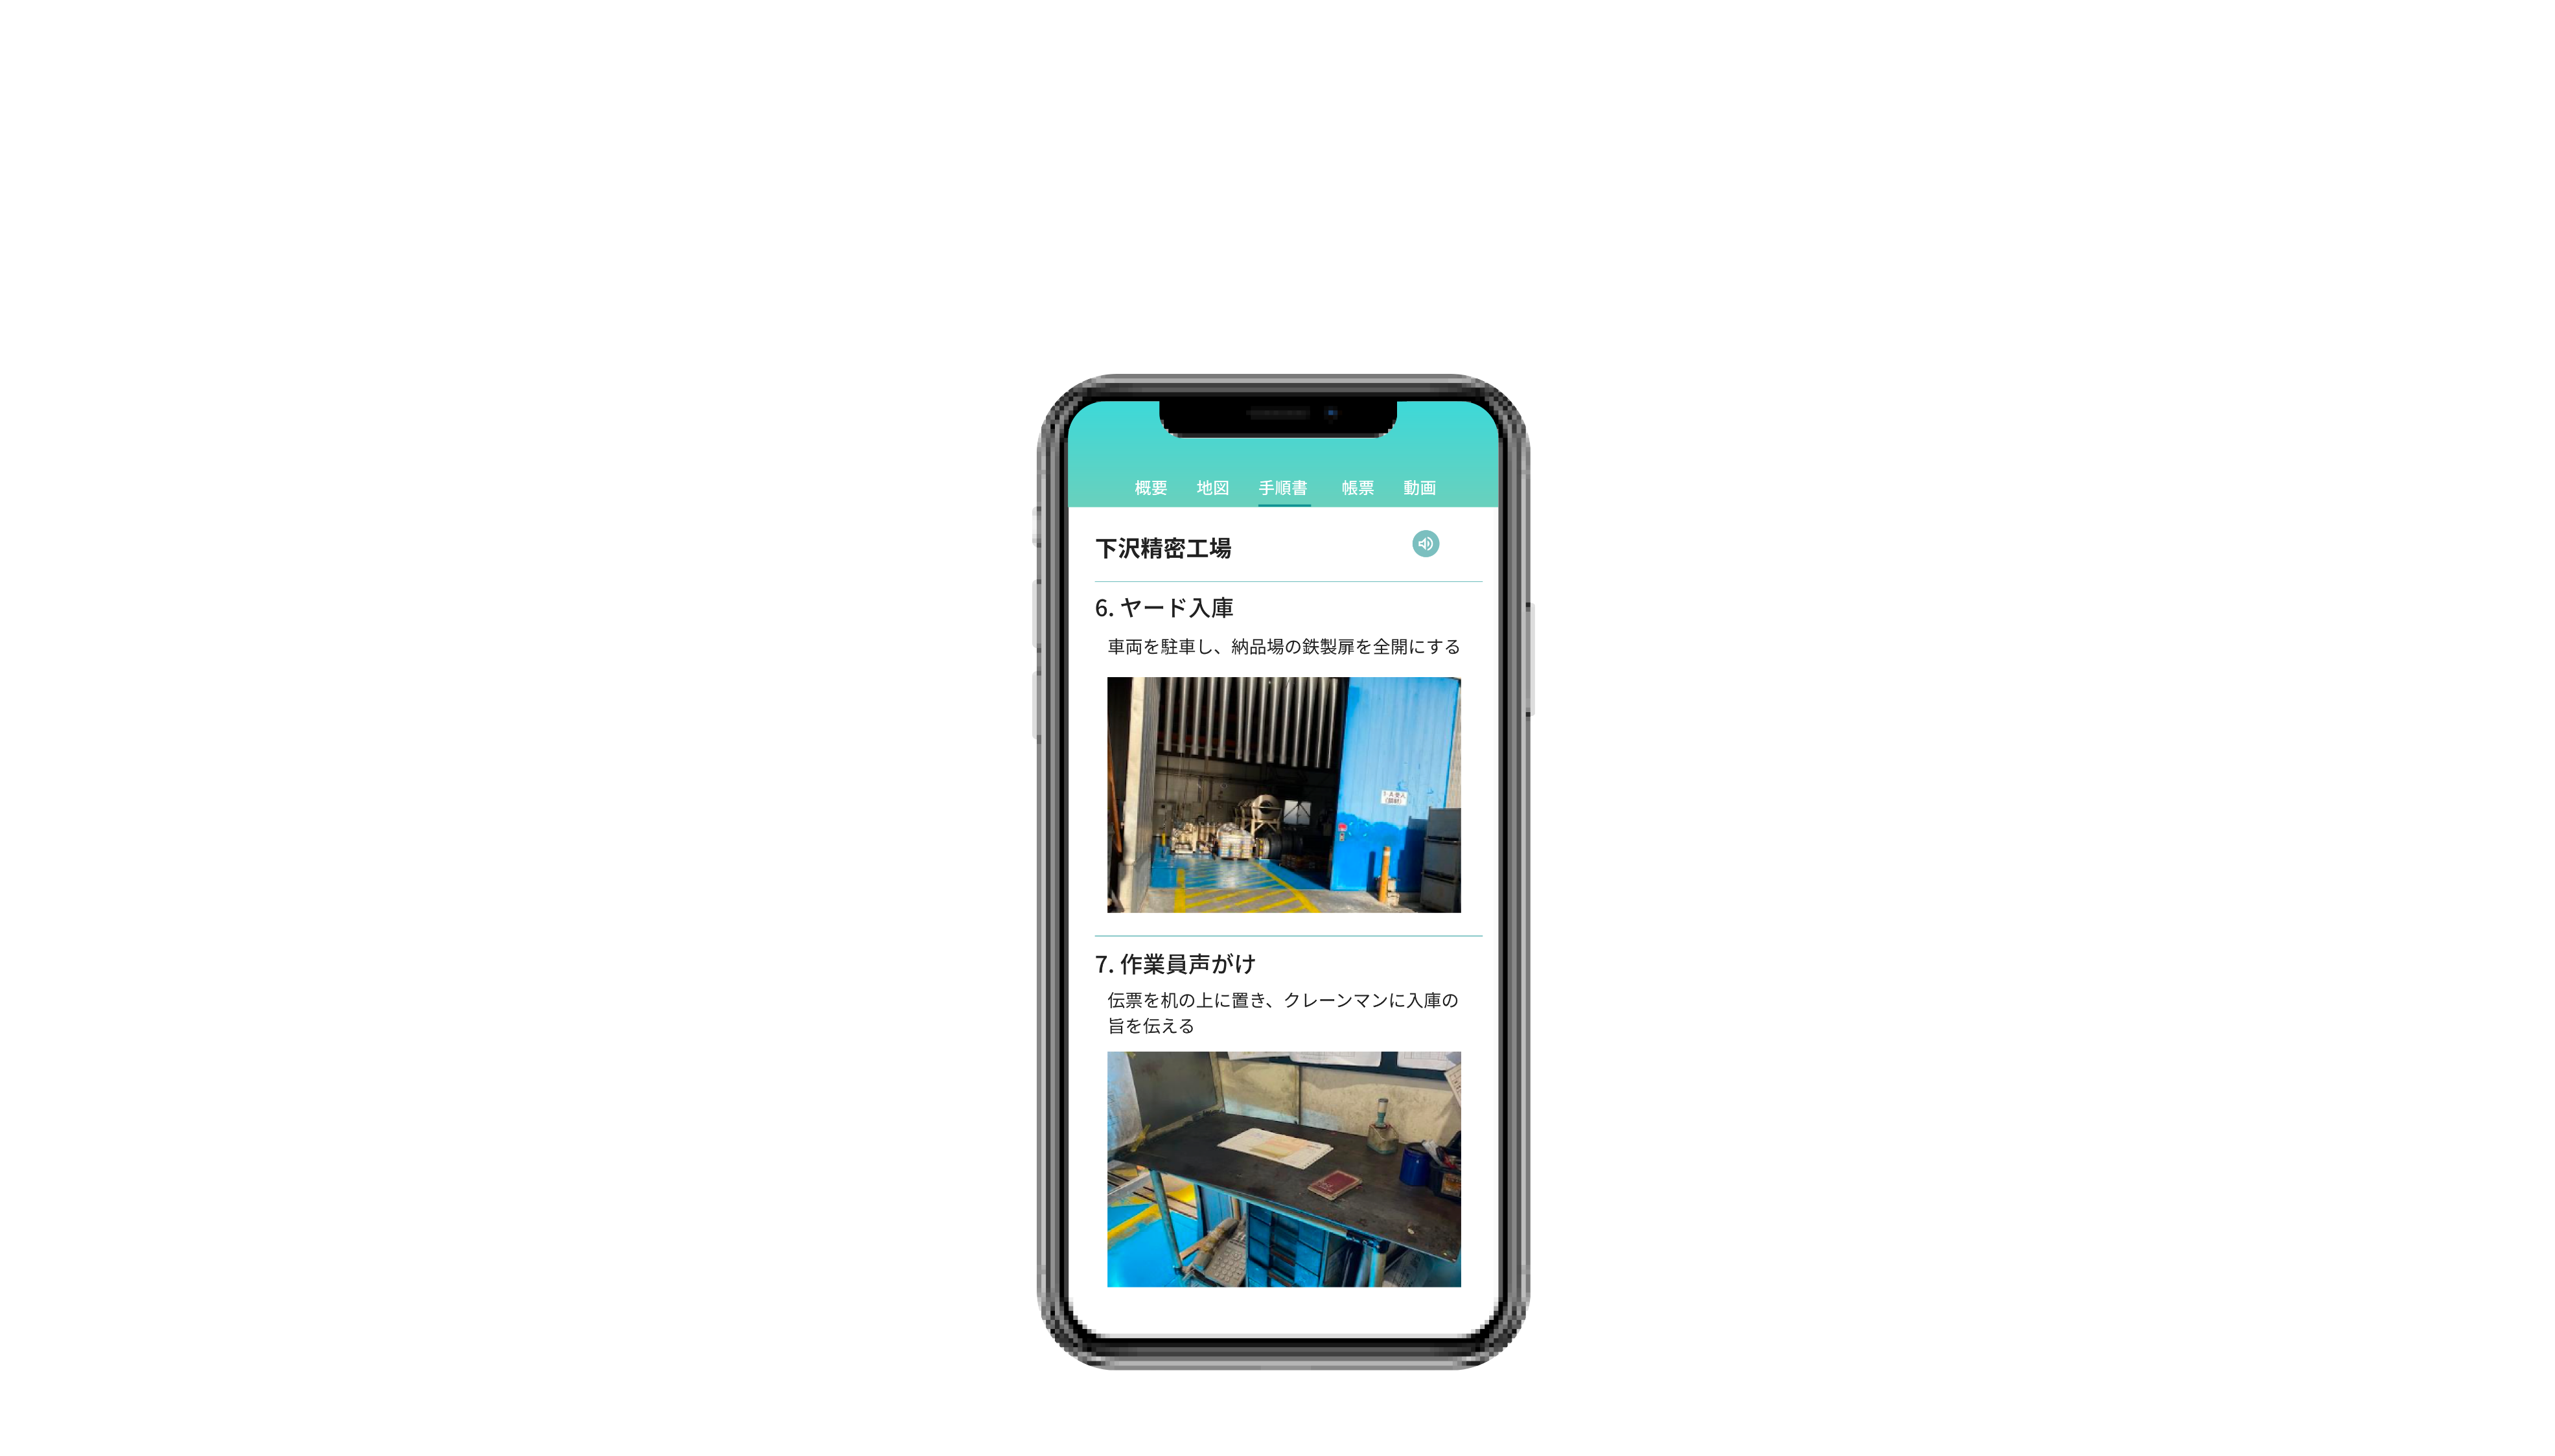 概要 地図 手順書 帳票 動画
下沢精密工場
6. ヤード入庫
車両を駐車し、納品場の鉄製扉を全開にする
7. 作業員声がけ
伝票を机の上に置き、クレーンマンに入庫の
旨を伝える